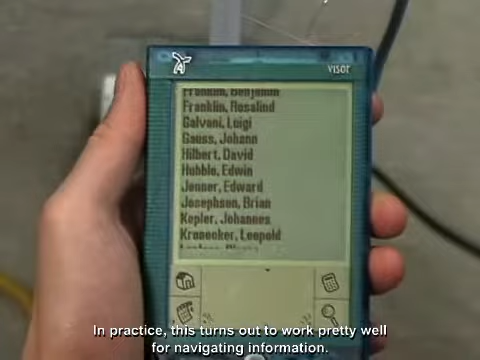 VISOR
Franklin, Benjamin
Franklin, Rosalind
Galvani, Luigi
Gauss, Johann
Hilbert, David
Hubble, Edwin
Jenner, Edward
Josephson, Brian
Kepler, Johannes
Kronecker, Leopold
In practice, this turns out to work pretty well
for navigating information.